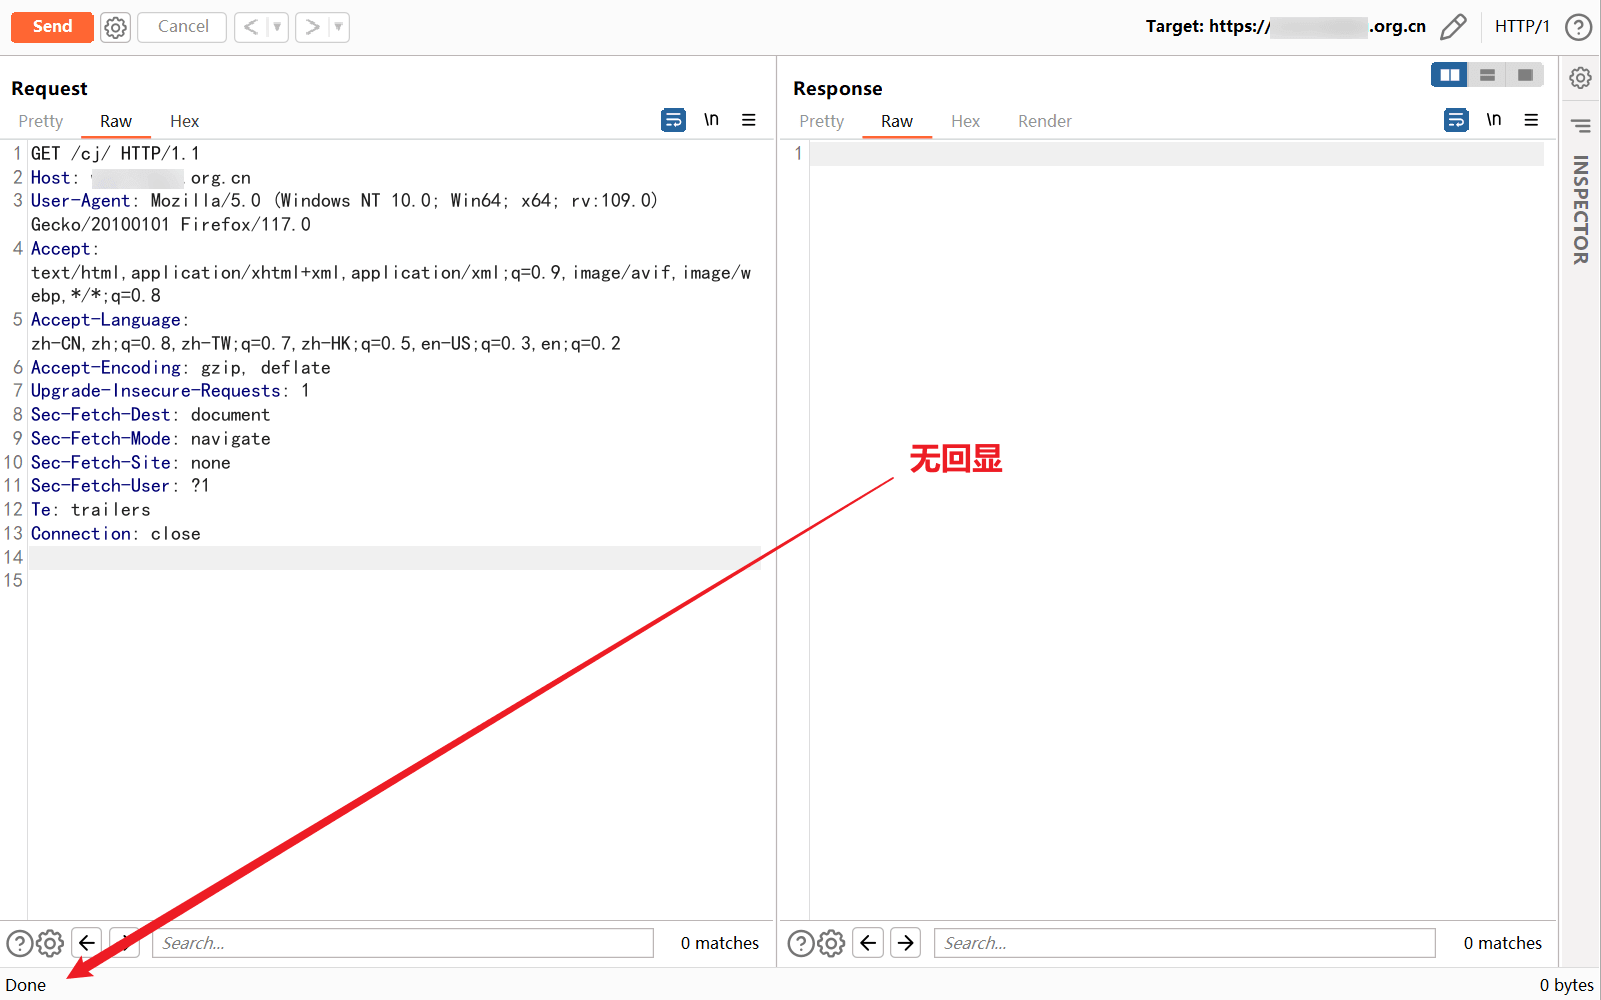 Send
Cancel
Target: https:// .org.cn
HTTP/1
Request
Pretty
Raw
Hex
\n
1 GET /cj/ HTTP/1.1
2 Host: .org.cn
3 User-Agent: Mozilla/5.0 (Windows NT 10.0; Win64; x64; rv:109.0)
Gecko/20100101 Firefox/117.0
4 Accept:
text/html,application/xhtml+xml,application/xml;q=0.9,image/avif,image/w
ebp,*/*;q=0.8
5 Accept-Language:
zh-CN,zh;q=0.8,zh-TW;q=0.7,zh-HK;q=0.5,en-US;q=0.3,en;q=0.2
6 Accept-Encoding: gzip, deflate
7 Upgrade-Insecure-Requests: 1
8 Sec-Fetch-Dest: document
9 Sec-Fetch-Mode: navigate
10 Sec-Fetch-Site: none
11 Sec-Fetch-User: ?1
12 Te: trailers
13 Connection: close
14
15
Search...
0 matches
Response
Pretty
Raw
Hex
Render
\n
1
无回显
Search...
0 matches
INSPECTOR
Done
0 bytes